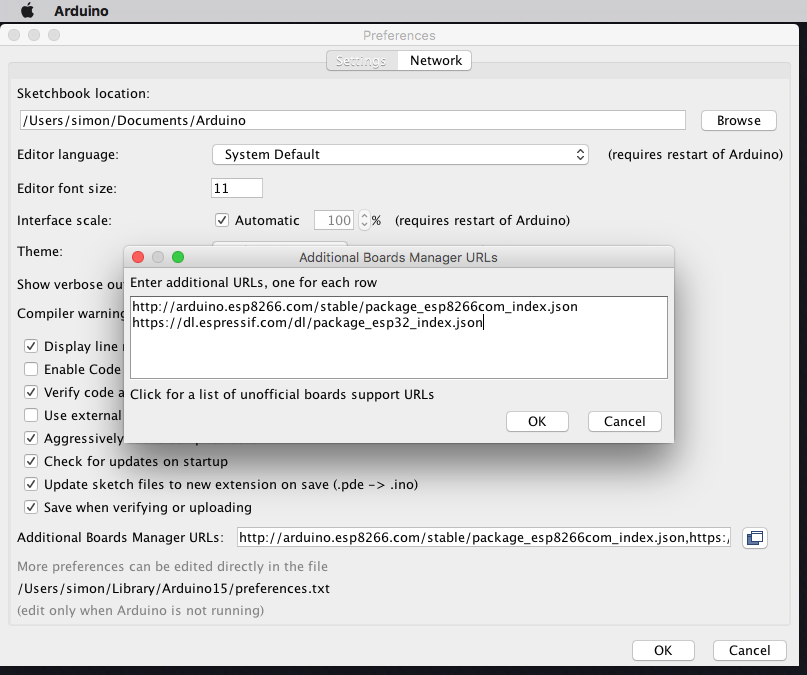 Arduino
Preferences
Settings Network
Sketchbook location:
/Users/simon/Documents/Arduino Browse
Editor language: System Default (requires restart of Arduino)
Editor font size: 11
Interface scale: Automatic 100 % (requires restart of Arduino)
Theme:
Additional Boards Manager URLs
Show verbose ou
Enter additional URLs, one for each row
http://arduino.esp8266.com/stable/package_esp8266com_index.json
https://dl.espressif.com/dl/package_esp32_index.json
Click for a list of unofficial boards support URLs
OK Cancel
Compiler warning
Display line
Enable Code
Verify code a
Use external
Aggressively
Check for updates on startup
Update sketch files to new extension on save (.pde -> .ino)
Save when verifying or uploading
Additional Boards Manager URLs: http://arduino.esp8266.com/stable/package_esp8266com_index.json,https:/
More preferences can be edited directly in the file
/Users/simon/Library/Arduino15/preferences.txt
(edit only when Arduino is not running)
OK Cancel